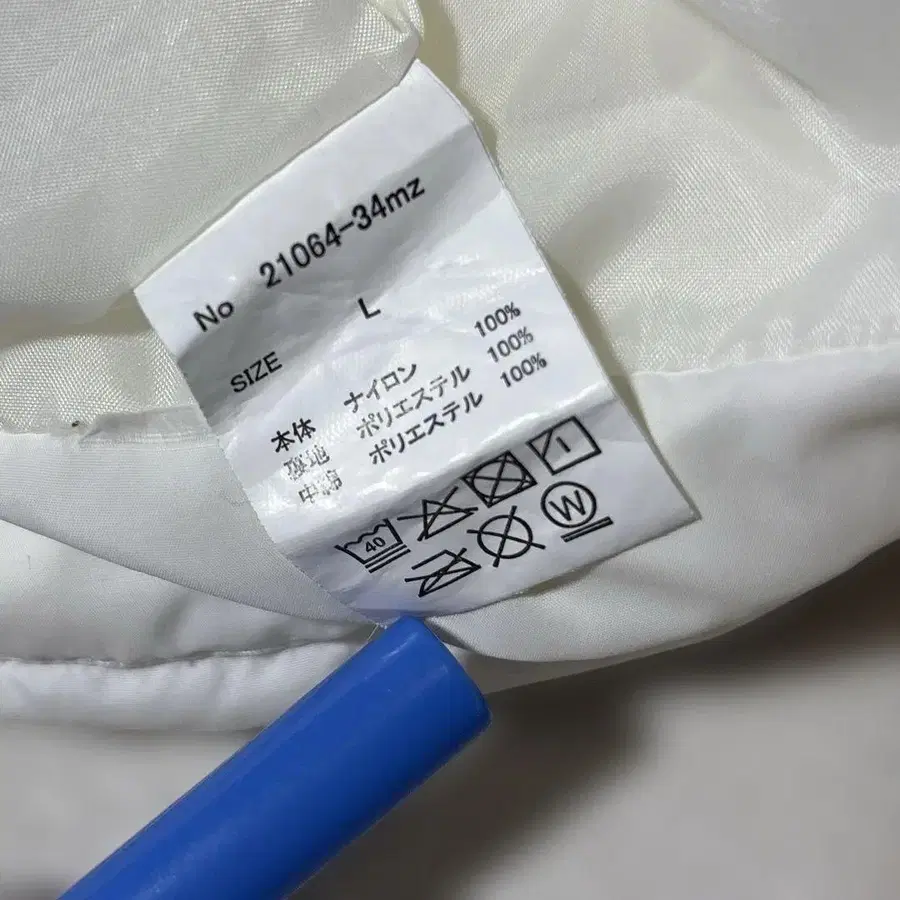 No 21064-34mz
SIZE L
本体 ナイロン 100%
裏地 ポリエステル 100%
中綿 ポリエステル 100%
40
W